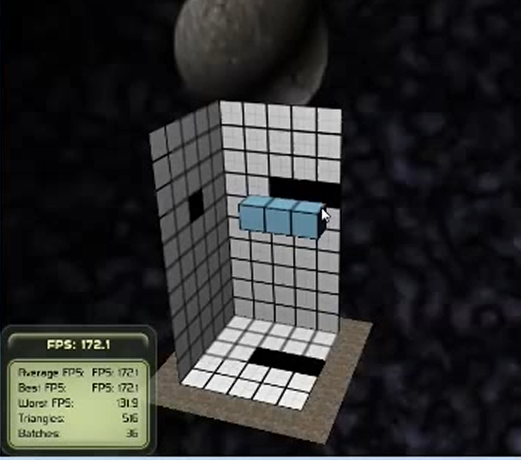 FPS: 172.1
Average FPS: FPS: 172.1
Best FPS: FPS: 172.1
Worst FPS: 131.9
Triangles: 516
Batches: 36